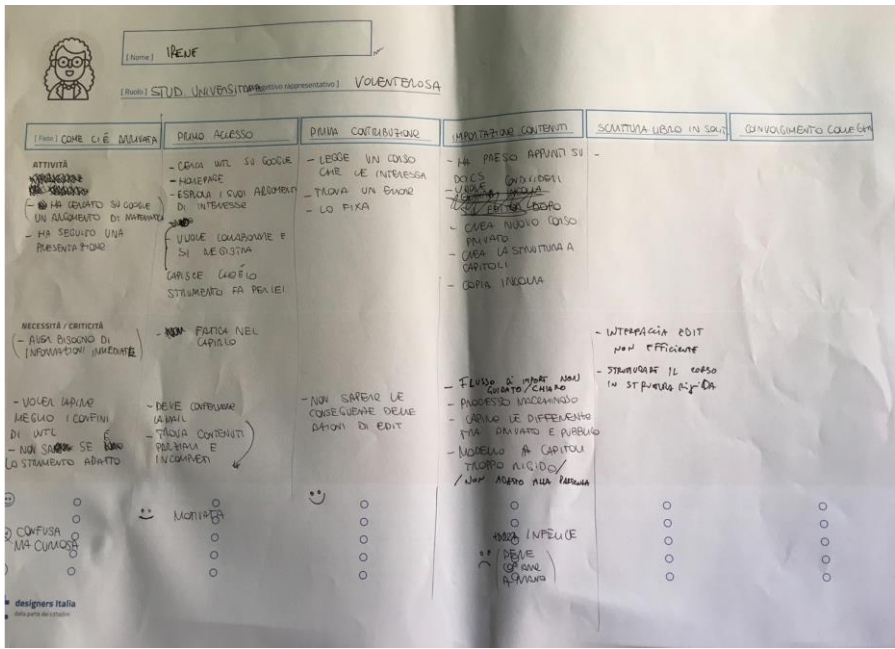 [ Nome ] IRENE
[ Ruolo ] STUD. UNIVERSITARIA
VOLENTEROSA
[ Fase ] COME CI È ARRIVATA
PRIMO ACCESSO
PRIMA CONTRIBUZIONE
IMPORTAZIONE CONTENUTI
SCRITTURA LIBRO IN
COINVOLGIMENTO COLLEGHI
ATTIVITÀ
- HA CERCATO SU GOOGLE
UN ARGOMENTO DI MATEMATICA
- HA SEGUITO UNA
PRESENTAZIONE
- CERCA WTL SU GOOGLE
- HOMEPAGE
- ESPLORA I SUOI ARGOMENTI
DI INTERESSE
- VUOLE COLLABORARE E
SI REGISTRA
CAPISCE CHE LO
STRUMENTO FA PER LEI
- LEGGE UN CORSO
CHE LE INTERESSA
- TROVA UN ERRORE
- LO FIXA
- HA PRESO APPUNTI SU
DOCS
- VUOLE CONDIVIDERLI
- CREA NUOVO CORSO
PRIVATO
- CREA LA STRUTTURA A
CAPITOLI
- COPIA INCOLLA
-
NECESSITÀ / CRITICITÀ
- AVER BISOGNO DI
INFORMAZIONI IMMEDIATE
- VOLER CAPIRE
MEGLIO I CONFINI
DI WTL
- NON SA SE È
LO STRUMENTO ADATTO
- FATICA NEL
CAPIRLO
- DEVE CONFERMARE
LA MAIL
- TROVA CONTENUTI
PARZIALI E
INCOMPLETI
- NON SAPERE LE
CONSEGUENZE DELLE
AZIONI DI EDIT
- FLUSSO DI IMPORT NON
GUIDATO/CHIARO
- PROCESSO MACCHINOSO
- CAPIRE LE DIFFERENZE
TRA PRIVATO E PUBBLICO
- MODELLO A CAPITOLI
TROPPO RIGIDO/
/NON ADATTO ALLA
- INTERFACCIA EDIT
NON EFFICIENTE
- STRUTTURARE IL CORSO
IN STRUTTURA RIGIDA
CONFUSA
MA CURIOSA
MOTIVATA
INFELICE
A MANO
designers Italia